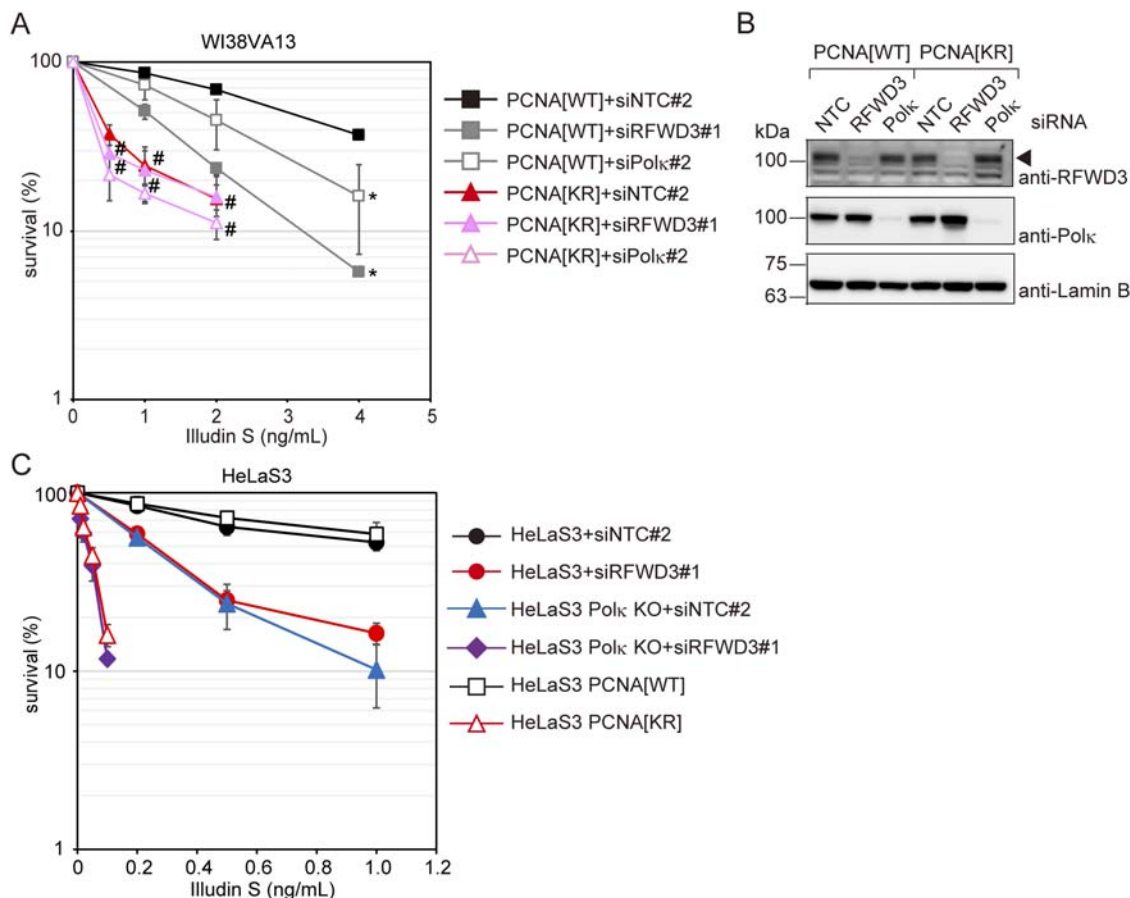 A
WI38VA13
survival (%)
100
10
1
0 1 2 3 4 5
Illudin S (ng/mL)
# # # # # #
* *
PCNA[WT]+siNTC#2
PCNA[WT]+siRFWD3#1
PCNA[WT]+siPolκ#2
PCNA[KR]+siNTC#2
PCNA[KR]+siRFWD3#1
PCNA[KR]+siPolκ#2
B
PCNA[WT] PCNA[KR]
NTC RFWD3 Polκ NTC RFWD3 Polκ siRNA
kDa
100 anti-RFWD3
100 anti-Polκ
75
63 anti-Lamin B
C
HeLaS3
survival (%)
100
10
1
0 0.2 0.4 0.6 0.8 1.0 1.2
Illudin S (ng/mL)
HeLaS3+siNTC#2
HeLaS3+siRFWD3#1
HeLaS3 Polκ KO+siNTC#2
HeLaS3 Polκ KO+siRFWD3#1
HeLaS3 PCNA[WT]
HeLaS3 PCNA[KR]